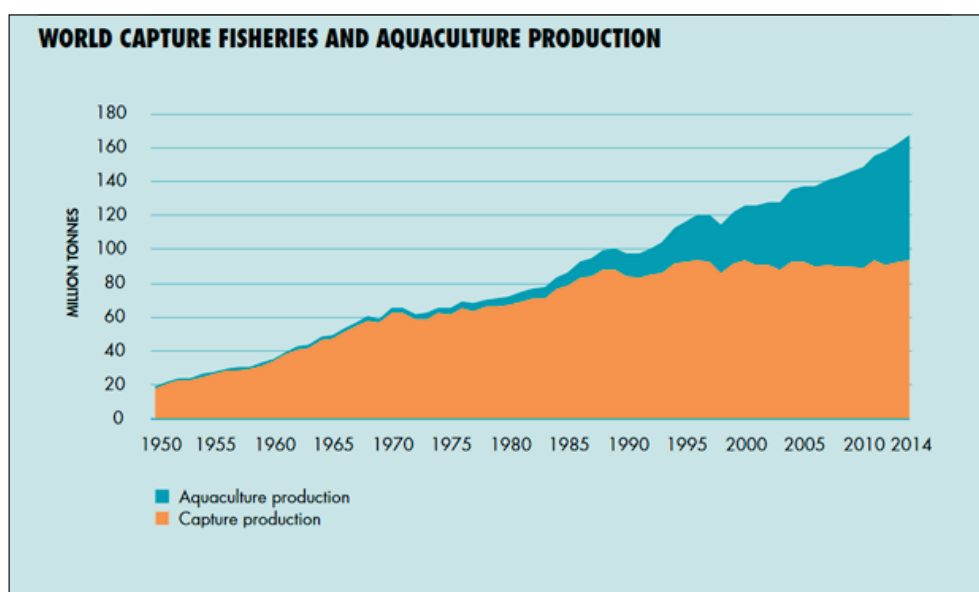 WORLD CAPTURE FISHERIES AND AQUACULTURE PRODUCTION
180
160
140
120
100
80
60
40
20
0
MILLION TONNES
1950 1955 1960 1965 1970 1975 1980 1985 1990 1995 2000 2005 2010 2014
Aquaculture production
Capture production